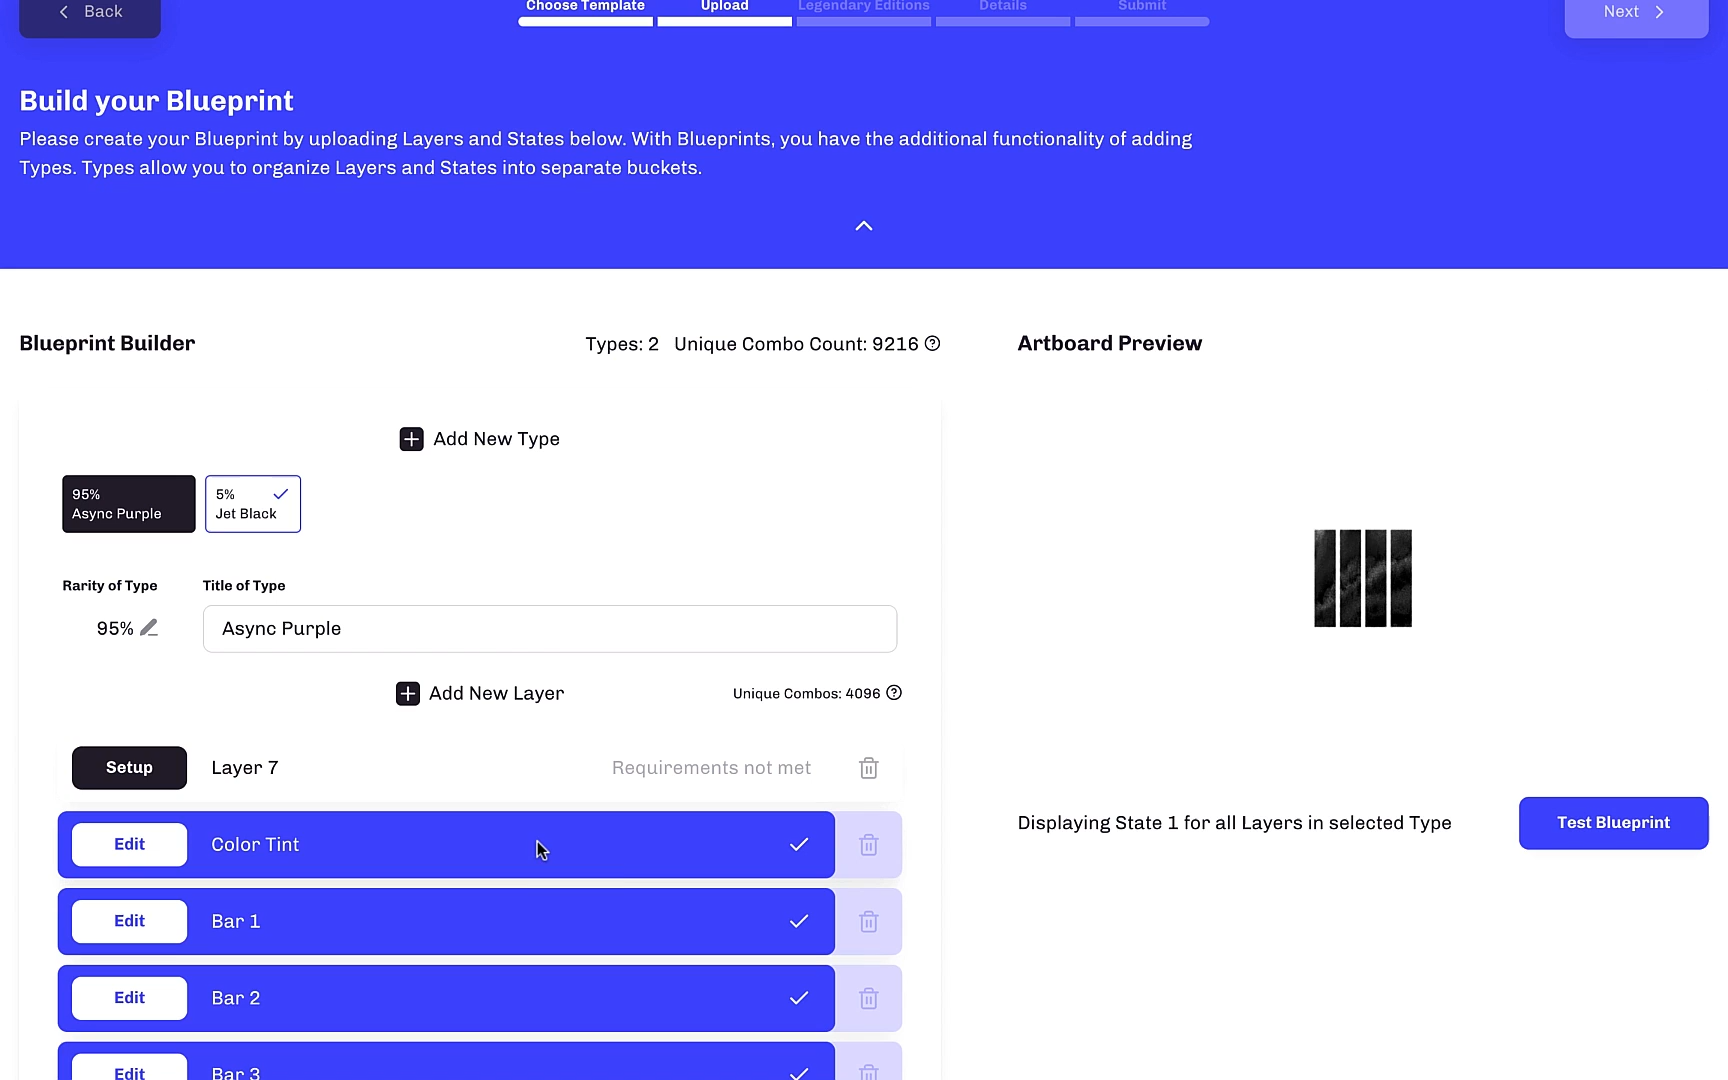 Back
Choose Template
Upload
Legendary Editions
Details
Submit
Next
Build your Blueprint
Please create your Blueprint by uploading Layers and States below. With Blueprints, you have the additional functionality of adding
Types. Types allow you to organize Layers and States into separate buckets.
Blueprint Builder
Types: 2 Unique Combo Count: 9216
Artboard Preview
Add New Type
95%
Async Purple
5%
Jet Black
Rarity of Type
Title of Type
95%
Async Purple
Add New Layer
Unique Combos: 4096
Setup
Layer 7
Requirements not met
Edit
Color Tint
Displaying State 1 for all Layers in selected Type
Test Blueprint
Edit
Bar 1
Edit
Bar 2
Edit
Bar 3